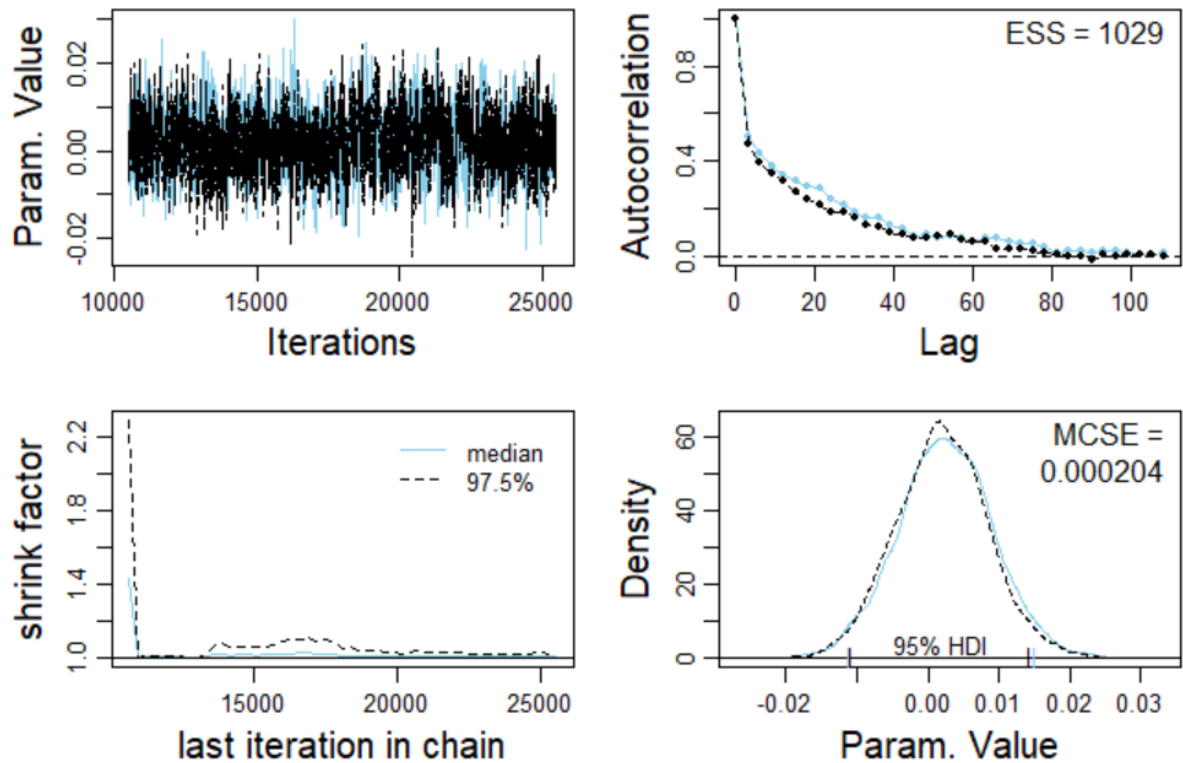 Param. Value
-0.02 0.00 0.02
10000 15000 20000 25000
Iterations
Autocorrelation
0.0 0.4 0.8
ESS = 1029
0 20 40 60 80 100
Lag
shrink factor
1.0 1.4 1.8 2.2
median
97.5%
15000 20000 25000
last iteration in chain
Density
0 20 40 60
MCSE =
0.000204
95% HDI
-0.02 0.00 0.01 0.02 0.03
Param. Value